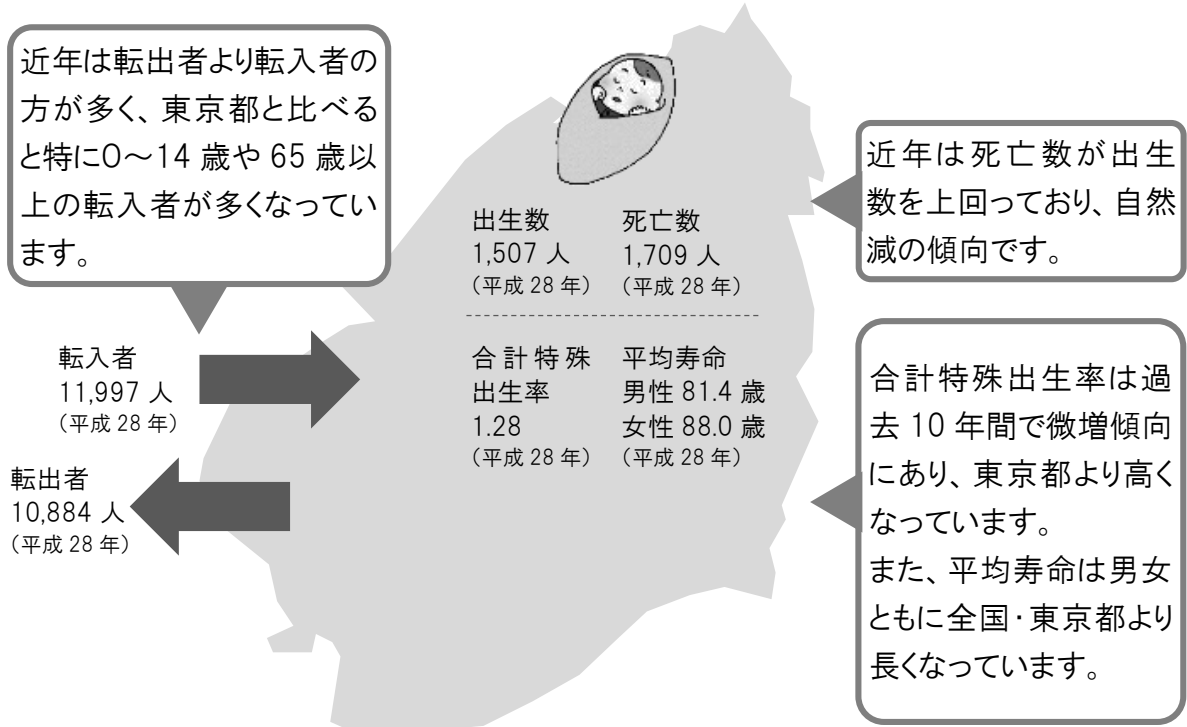 近年は転出者より転入者の
方が多く、東京都と比べる
と特に0～14 歳や 65 歳以
上の転入者が多くなってい
ます。
転入者
11,997 人
（平成 28 年）
転出者
10,884 人
（平成 28 年）
出生数
1,507 人
（平成 28 年）
死亡数
1,709 人
（平成 28 年）
合計特殊
出生率
1.28
（平成 28 年）
平均寿命
男性 81.4 歳
女性 88.0 歳
（平成 28 年）
近年は死亡数が出生
数を上回っており、自然
減の傾向です。
合計特殊出生率は過
去 10 年間で微増傾向
にあり、東京都より高く
なっています。
また、平均寿命は男女
ともに全国・東京都より
長くなっています。